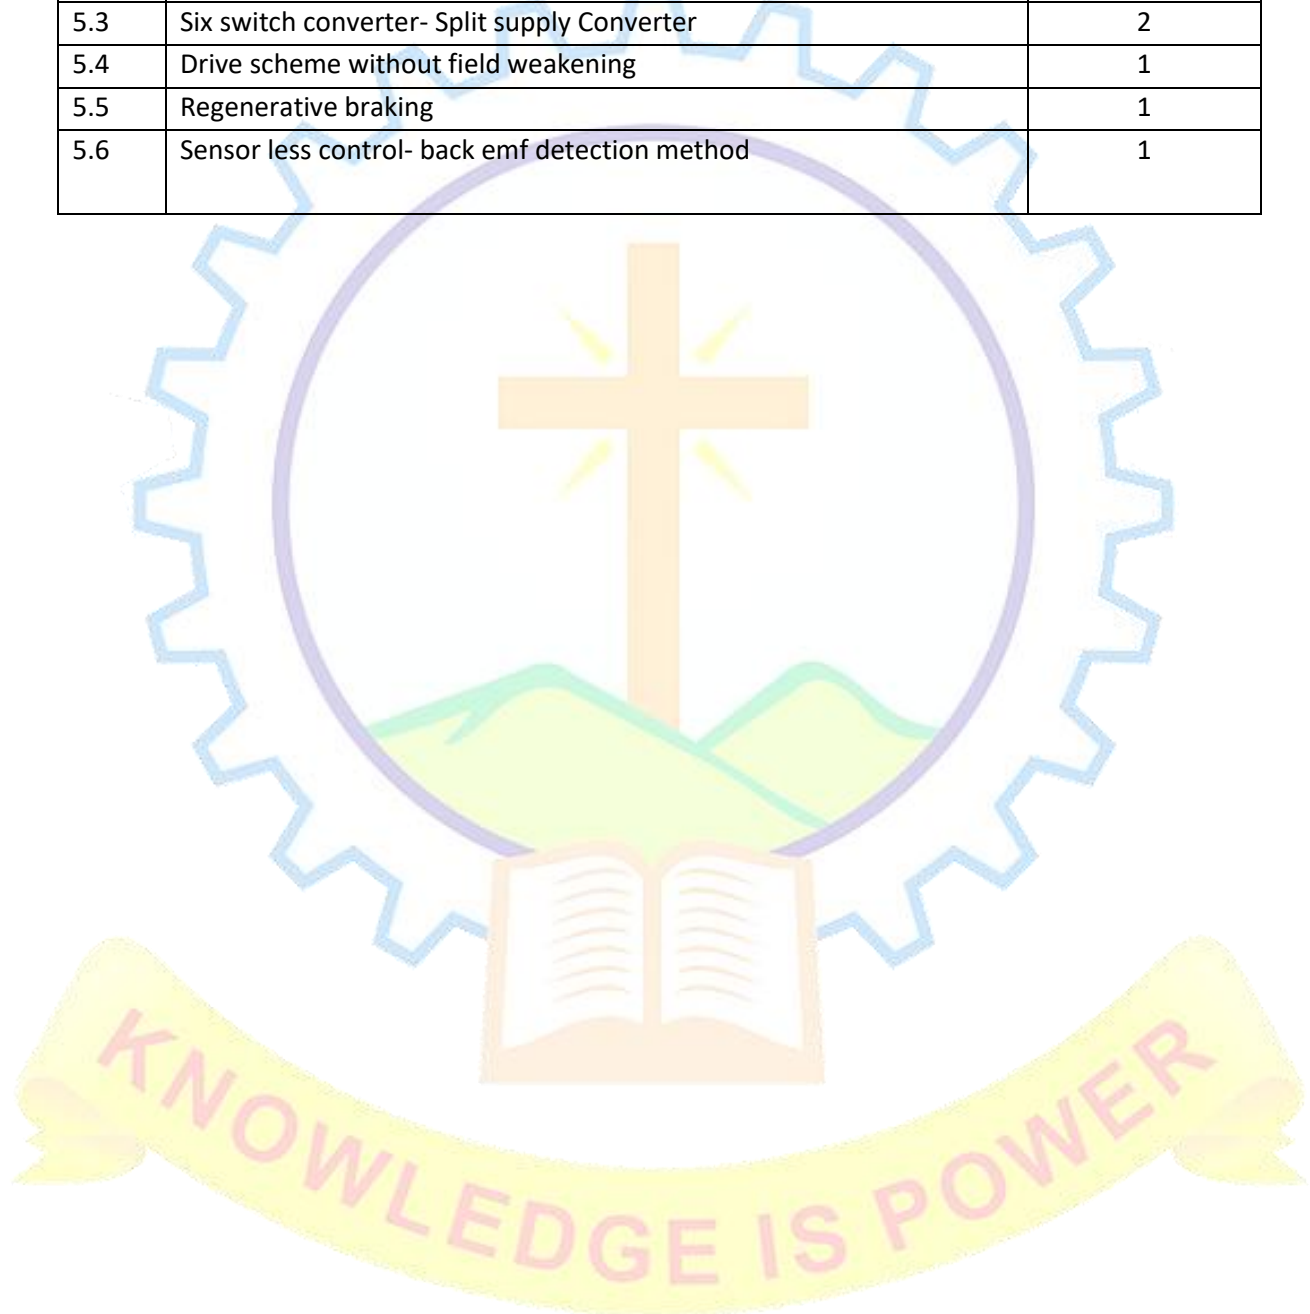 5.3 Six switch converter- Split supply Converter 2
5.4 Drive scheme without field weakening 1
5.5 Regenerative braking 1
5.6 Sensor less control- back emf detection method 1
KNOWLEDGE IS POWER